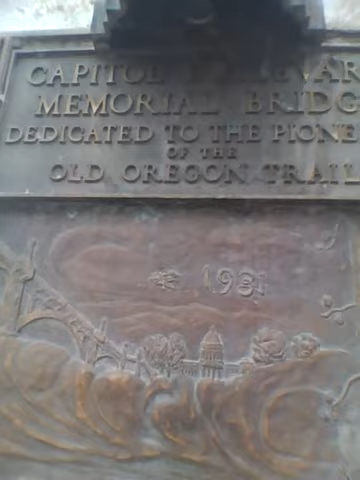 CAPITOL
MEMORIAL BRIDG
DEDICATED TO THE PIONE
OF THE
OLD OREGON TRAIL
1931